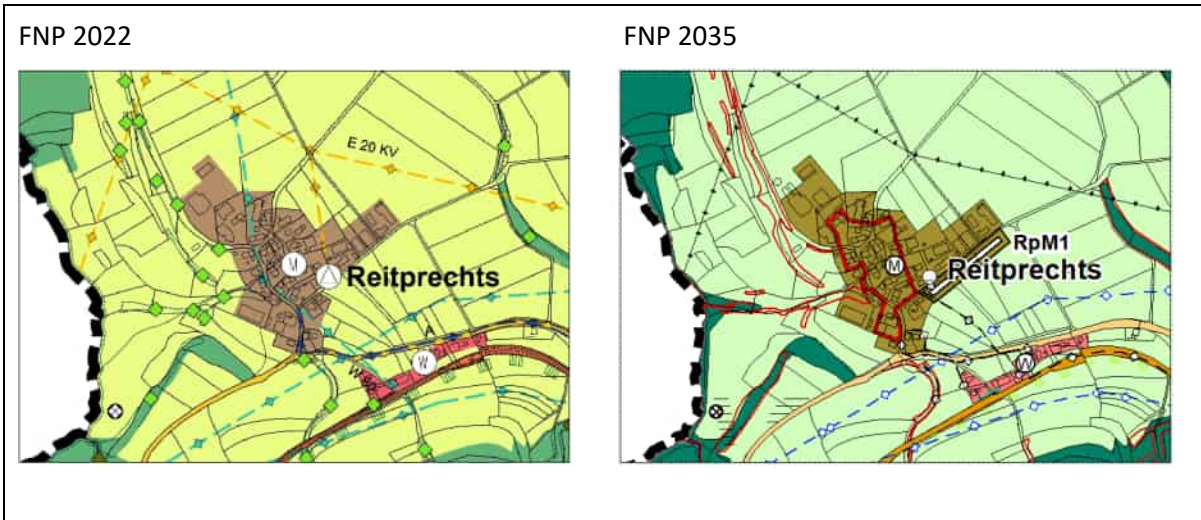 FNP 2022
FNP 2035
E 20 KV
M
Reitprechts
A
W
RpM1
M
Reitprechts
W